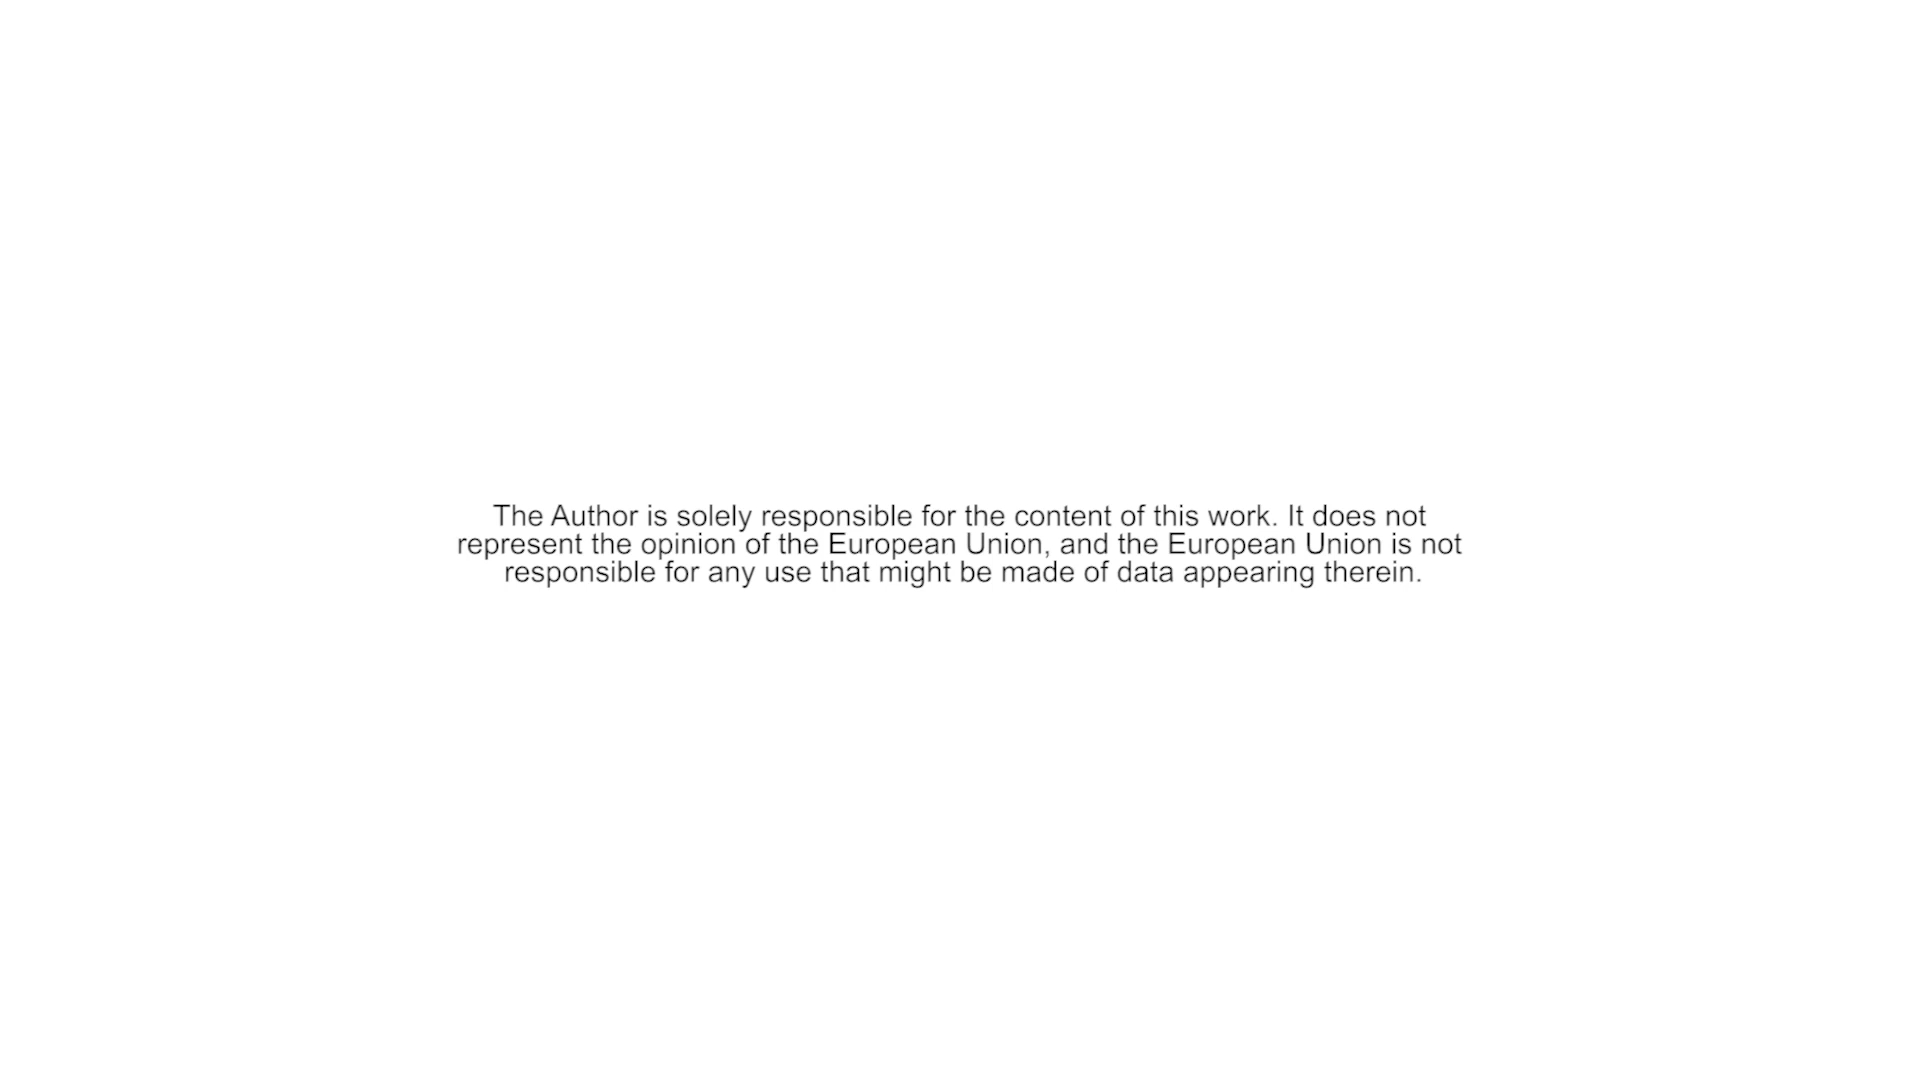 The Author is solely responsible for the content of this work. It does not
represent the opinion of the European Union, and the European Union is not
responsible for any use that might be made of data appearing therein.